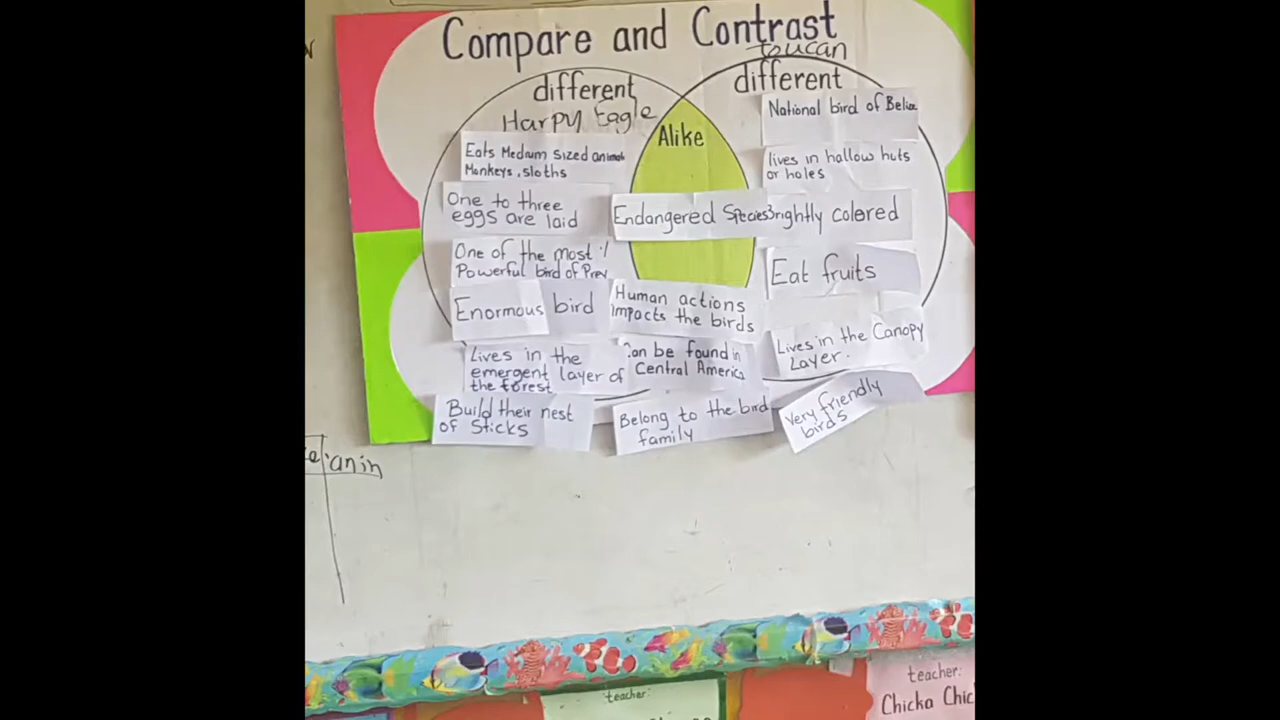 Compare and Contrast
different
Harpy Eagle
Eats Medium sized animals
Monkeys, sloths
One to three
eggs are laid
One of the most
Powerful bird of Prey
Enormous bird
Lives in the
emergent layer of
the forest
Build their nest
of Sticks
Alike
Endangered Species
Human actions
impacts the birds
Can be found in
Central America
Belong to the bird
family
toucan
different
National bird of Belize
lives in hallow huts
or holes
Brightly colored
Eat fruits
Lives in the Canopy
Layer.
Very friendly
birds
anin
teacher:
teacher:
Chicka Chic